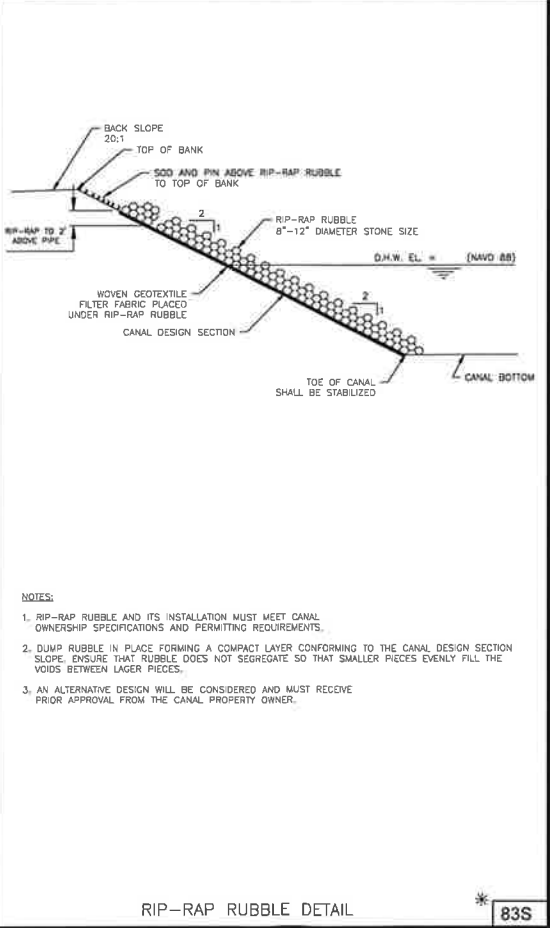 BACK SLOPE
20:1
TOP OF BANK
SOD AND PIN ABOVE RIP-RAP RUBBLE
TO TOP OF BANK
2
1
RIP-RAP RUBBLE
8"-12" DIAMETER STONE SIZE
RIP-RAP TO 2'
ABOVE PIPE
D.H.W. EL. = (NAVD 88)
WOVEN GEOTEXTILE
FILTER FABRIC PLACED
UNDER RIP-RAP RUBBLE
2
1
CANAL DESIGN SECTION
TOE OF CANAL
SHALL BE STABILIZED
CANAL BOTTOM
NOTES:
1. RIP-RAP RUBBLE AND ITS INSTALLATION MUST MEET CANAL
OWNERSHIP SPECIFICATIONS AND PERMITTING REQUIREMENTS.
2. DUMP RUBBLE IN PLACE FORMING A COMPACT LAYER CONFORMING TO THE CANAL DESIGN SECTION
SLOPE. ENSURE THAT RUBBLE DOES NOT SEGREGATE SO THAT SMALLER PIECES EVENLY FILL THE
VOIDS BETWEEN LAGER PIECES.
3. AN ALTERNATIVE DESIGN WILL BE CONSIDERED AND MUST RECEIVE
PRIOR APPROVAL FROM THE CANAL PROPERTY OWNER.
RIP-RAP RUBBLE DETAIL
* 83S